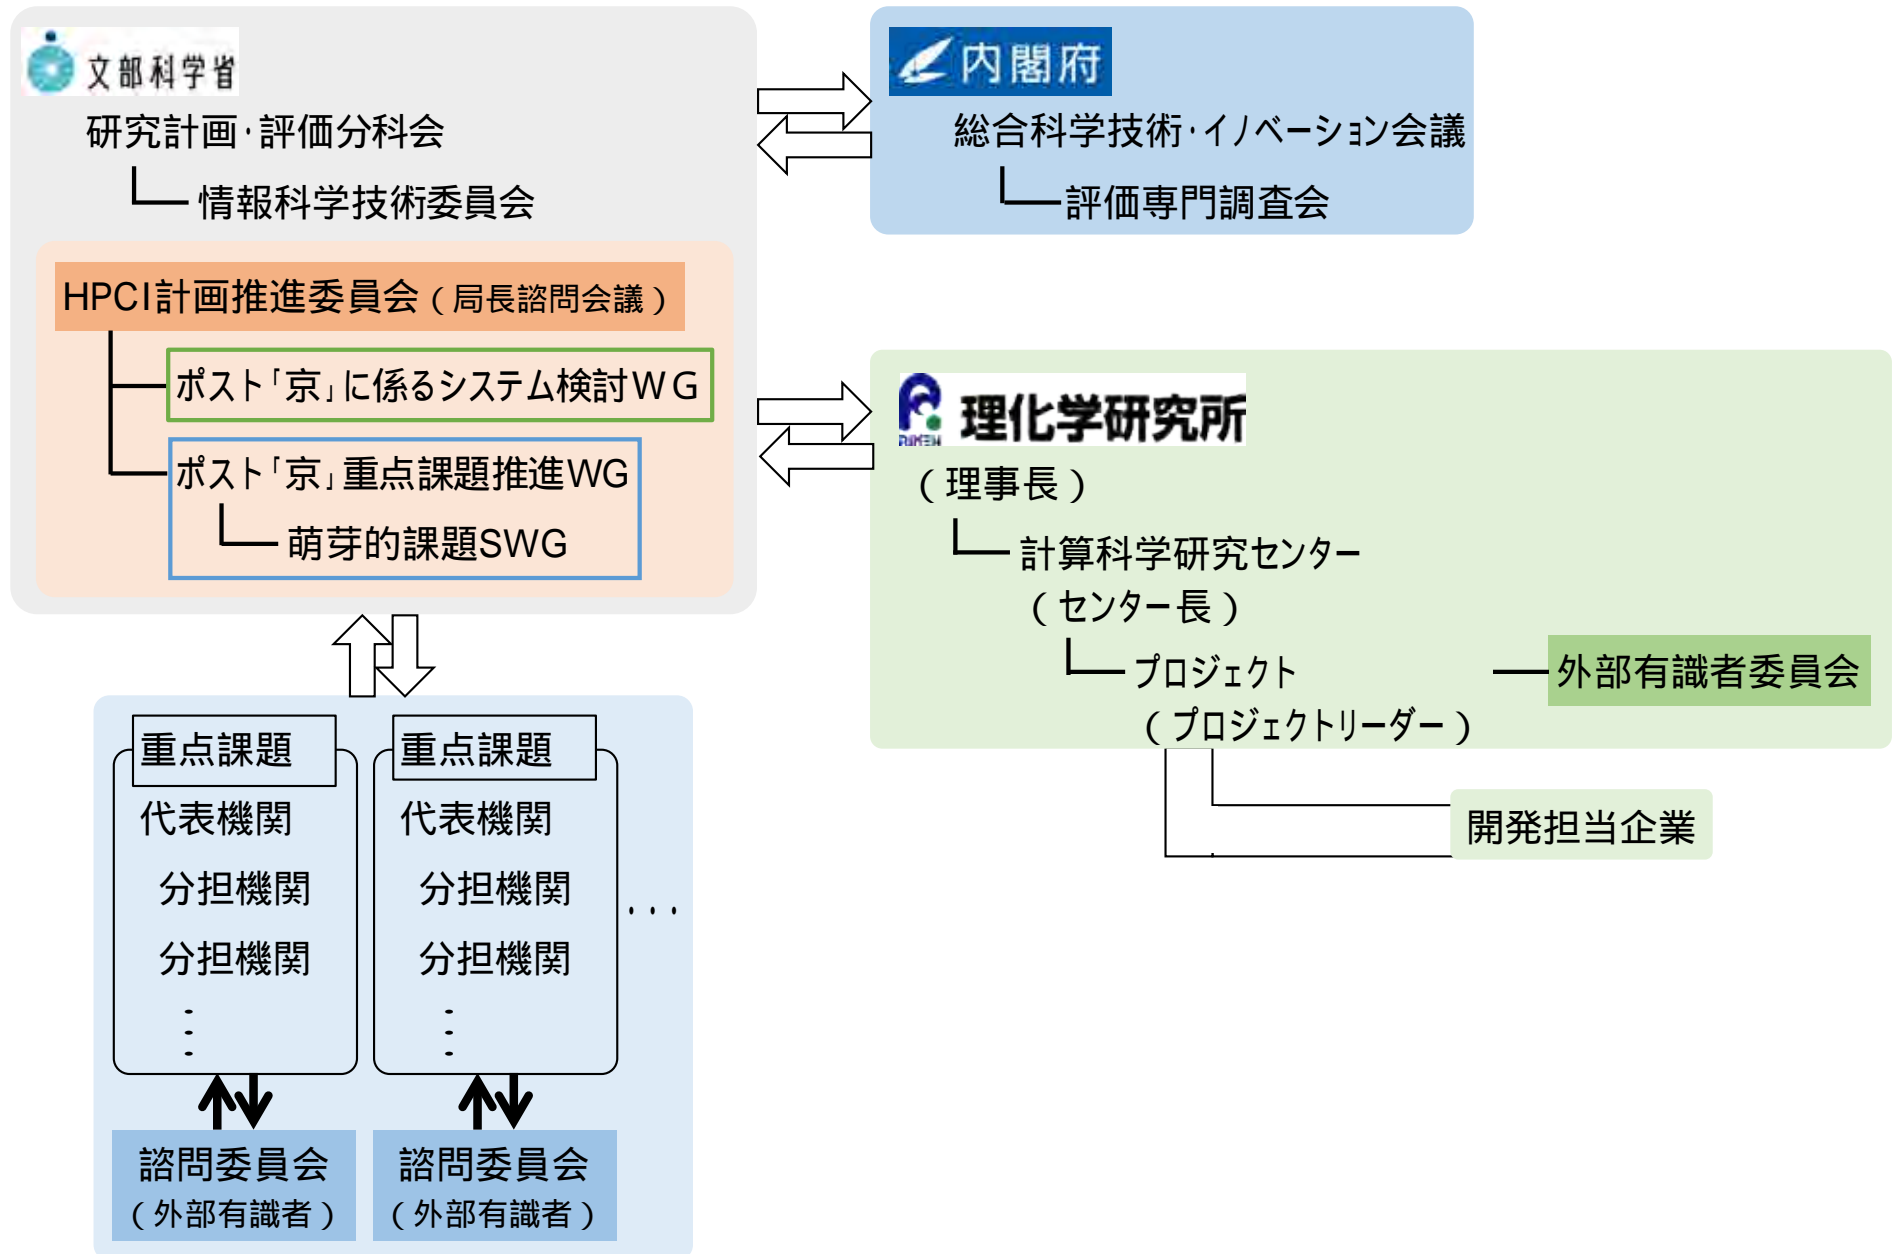 文部科学省
研究計画・評価分科会
情報科学技術委員会
HPCI計画推進委員会（局長諮問会議）
ポスト「京」に係るシステム検討ＷＧ
ポスト「京」重点課題推進WG
萌芽的課題SWG
内閣府
総合科学技術・イノベーション会議
評価専門調査会
RIKEN
理化学研究所
（理事長）
計算科学研究センター
（センター長）
プロジェクト
（プロジェクトリーダー）
外部有識者委員会
開発担当企業
重点課題
代表機関
分担機関
分担機関
⋮
諮問委員会
（外部有識者）
重点課題
代表機関
分担機関
分担機関
⋮
諮問委員会
（外部有識者）
・・・